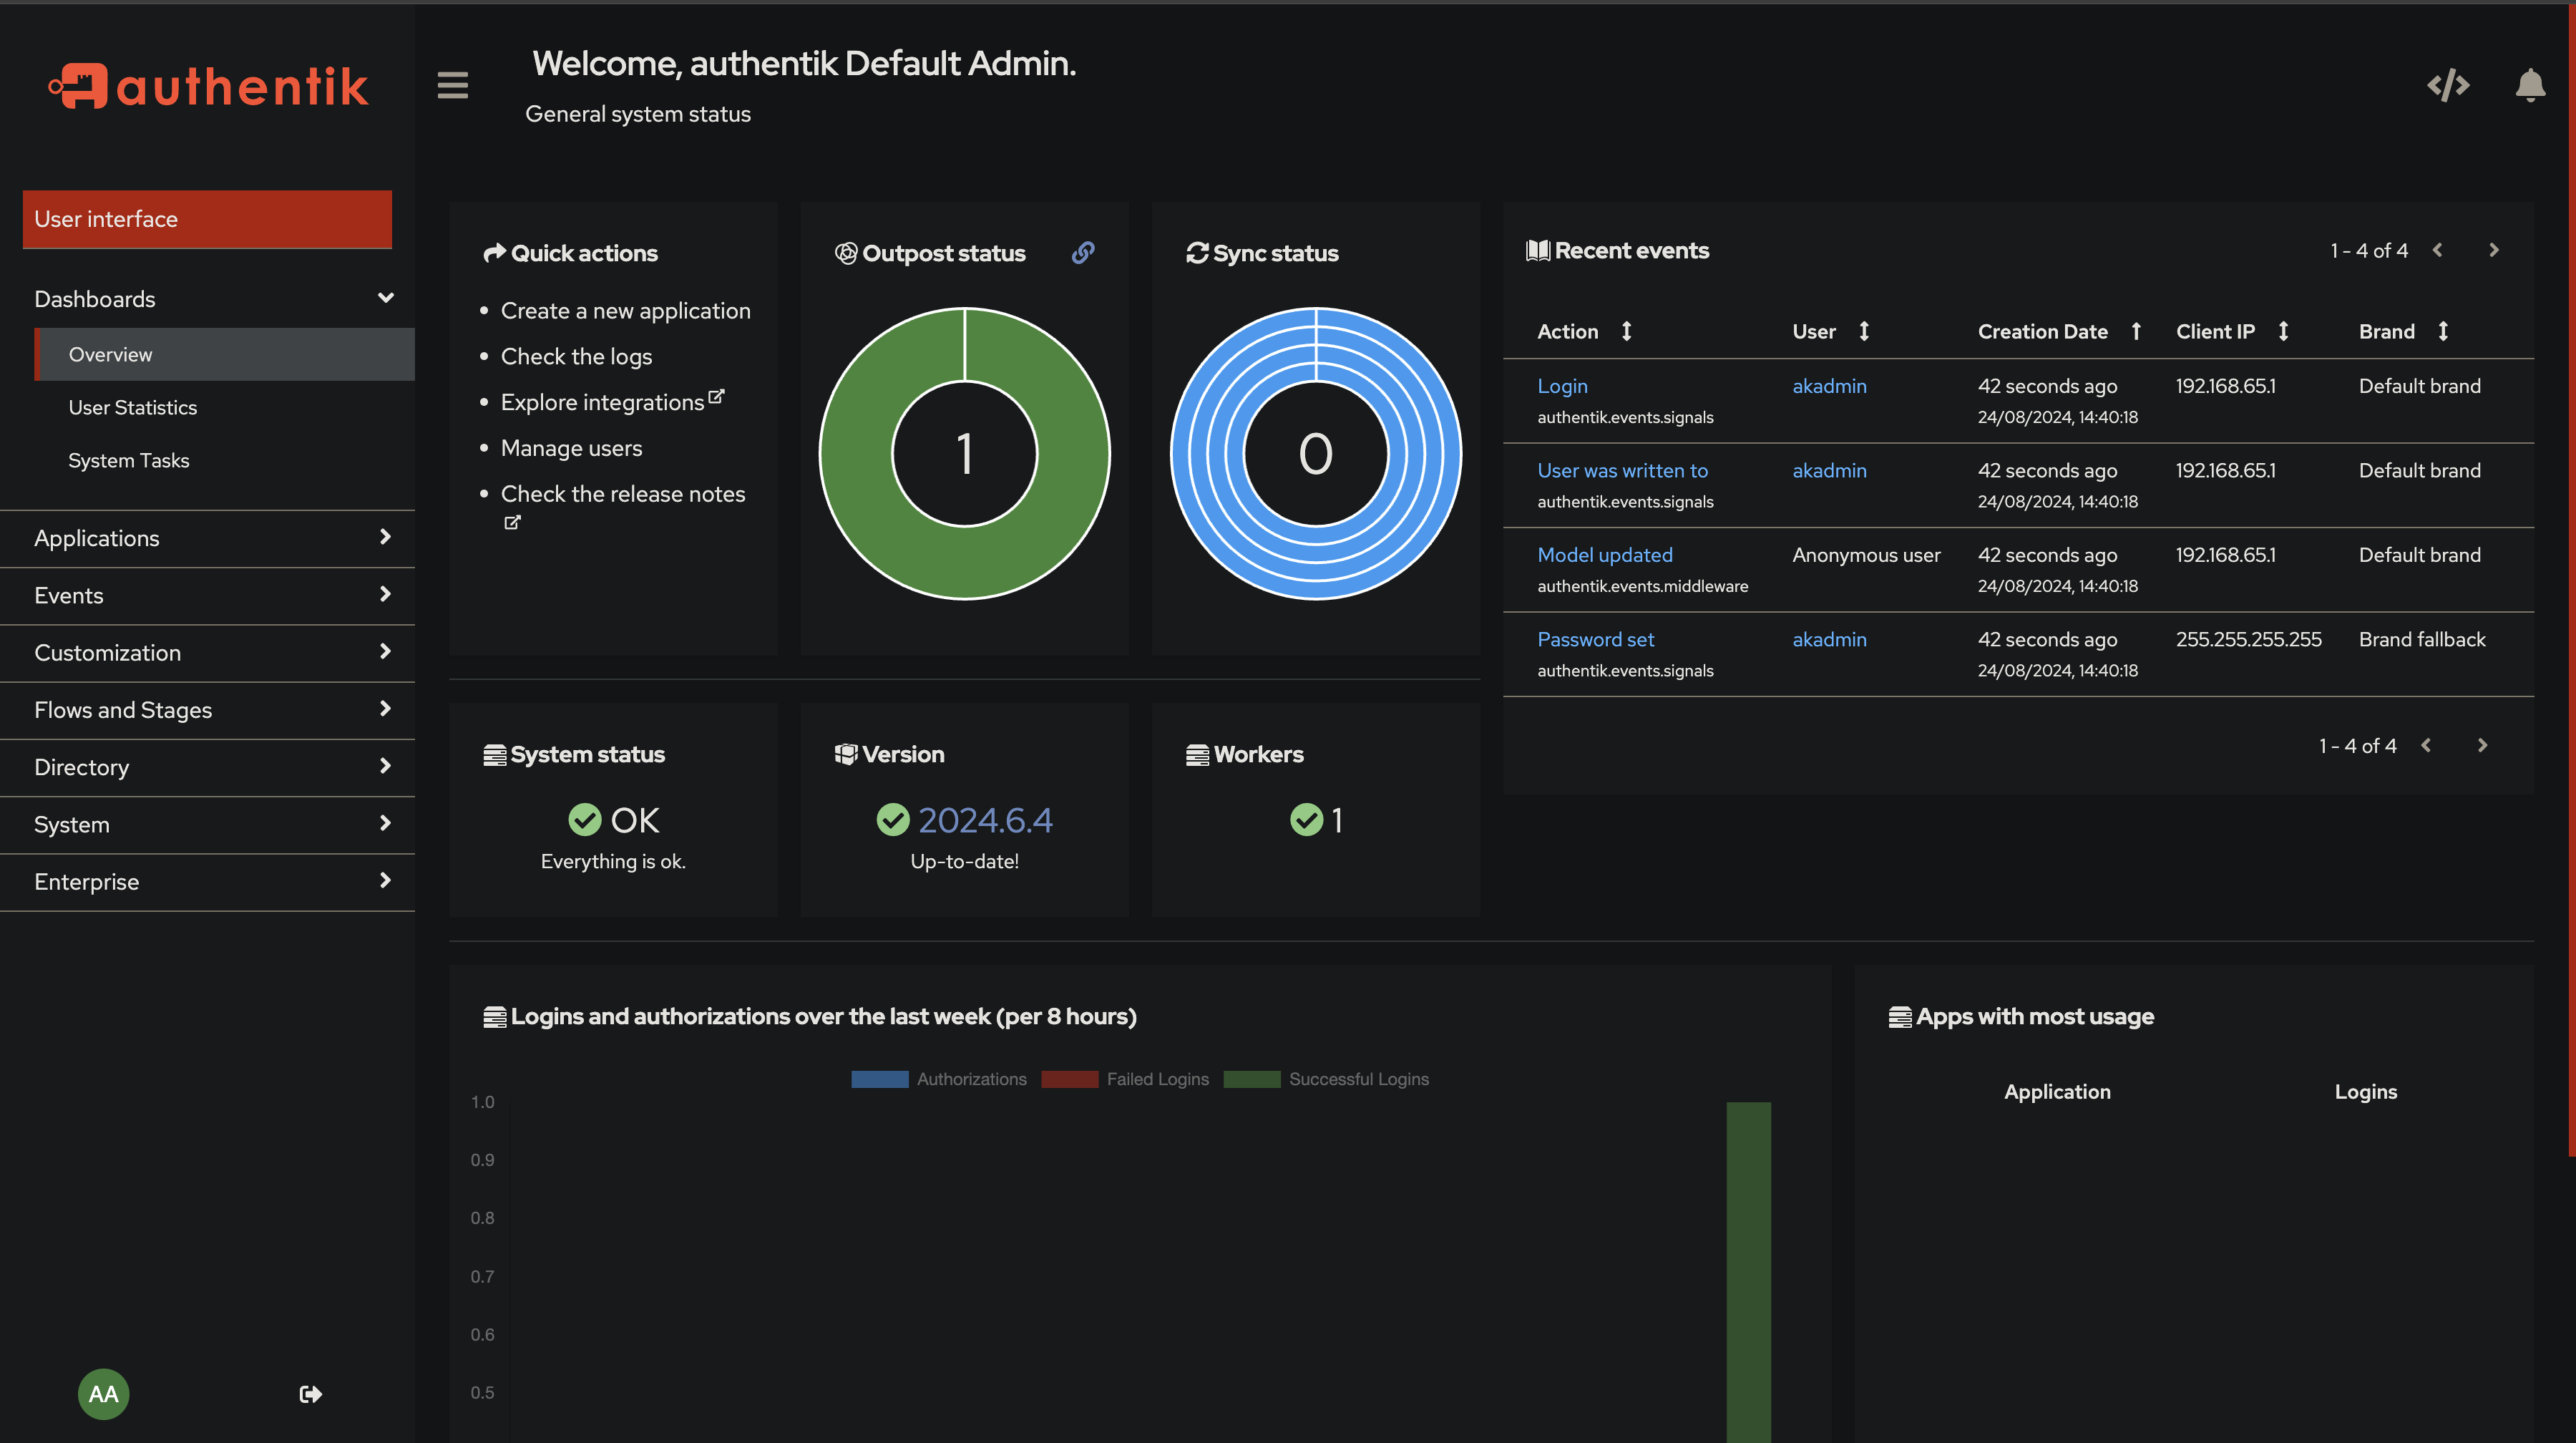 authentik
Welcome, authentik Default Admin.
General system status
User interface
Dashboards
Overview
User Statistics
System Tasks
Applications
Events
Customization
Flows and Stages
Directory
System
Enterprise
AA
Quick actions
Create a new application
Check the logs
Explore integrations
Manage users
Check the release notes
Outpost status
1
Sync status
0
Recent events
1 - 4 of 4
Action User Creation Date Client IP Brand
Login akadmin 42 seconds ago 192.168.65.1 Default brand
authentik.events.signals 24/08/2024, 14:40:18
User was written to akadmin 42 seconds ago 192.168.65.1 Default brand
authentik.events.signals 24/08/2024, 14:40:18
Model updated Anonymous user 42 seconds ago 192.168.65.1 Default brand
authentik.events.middleware 24/08/2024, 14:40:18
Password set akadmin 42 seconds ago 255.255.255.255 Brand fallback
authentik.events.signals 24/08/2024, 14:40:18
1 - 4 of 4
System status
OK
Everything is ok.
Version
2024.6.4
Up-to-date!
Workers
1
Logins and authorizations over the last week (per 8 hours)
Authorizations Failed Logins Successful Logins
1.0
0.9
0.8
0.7
0.6
0.5
Apps with most usage
Application Logins